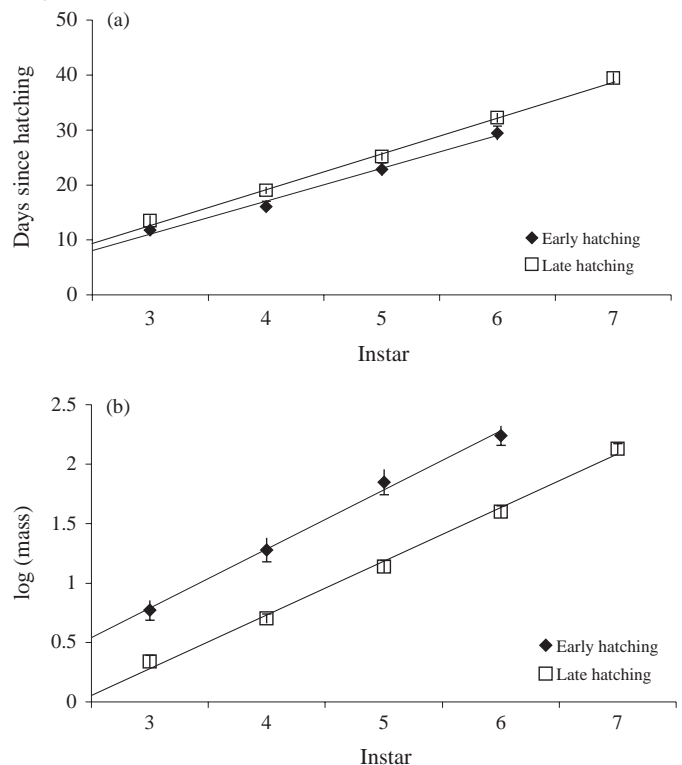 (a)
50
40
30
20
10
0
Days since hatching
Early hatching
Late hatching
3 4 5 6 7
Instar
(b)
2.5
2
1.5
1
0.5
0
log (mass)
Early hatching
Late hatching
3 4 5 6 7
Instar